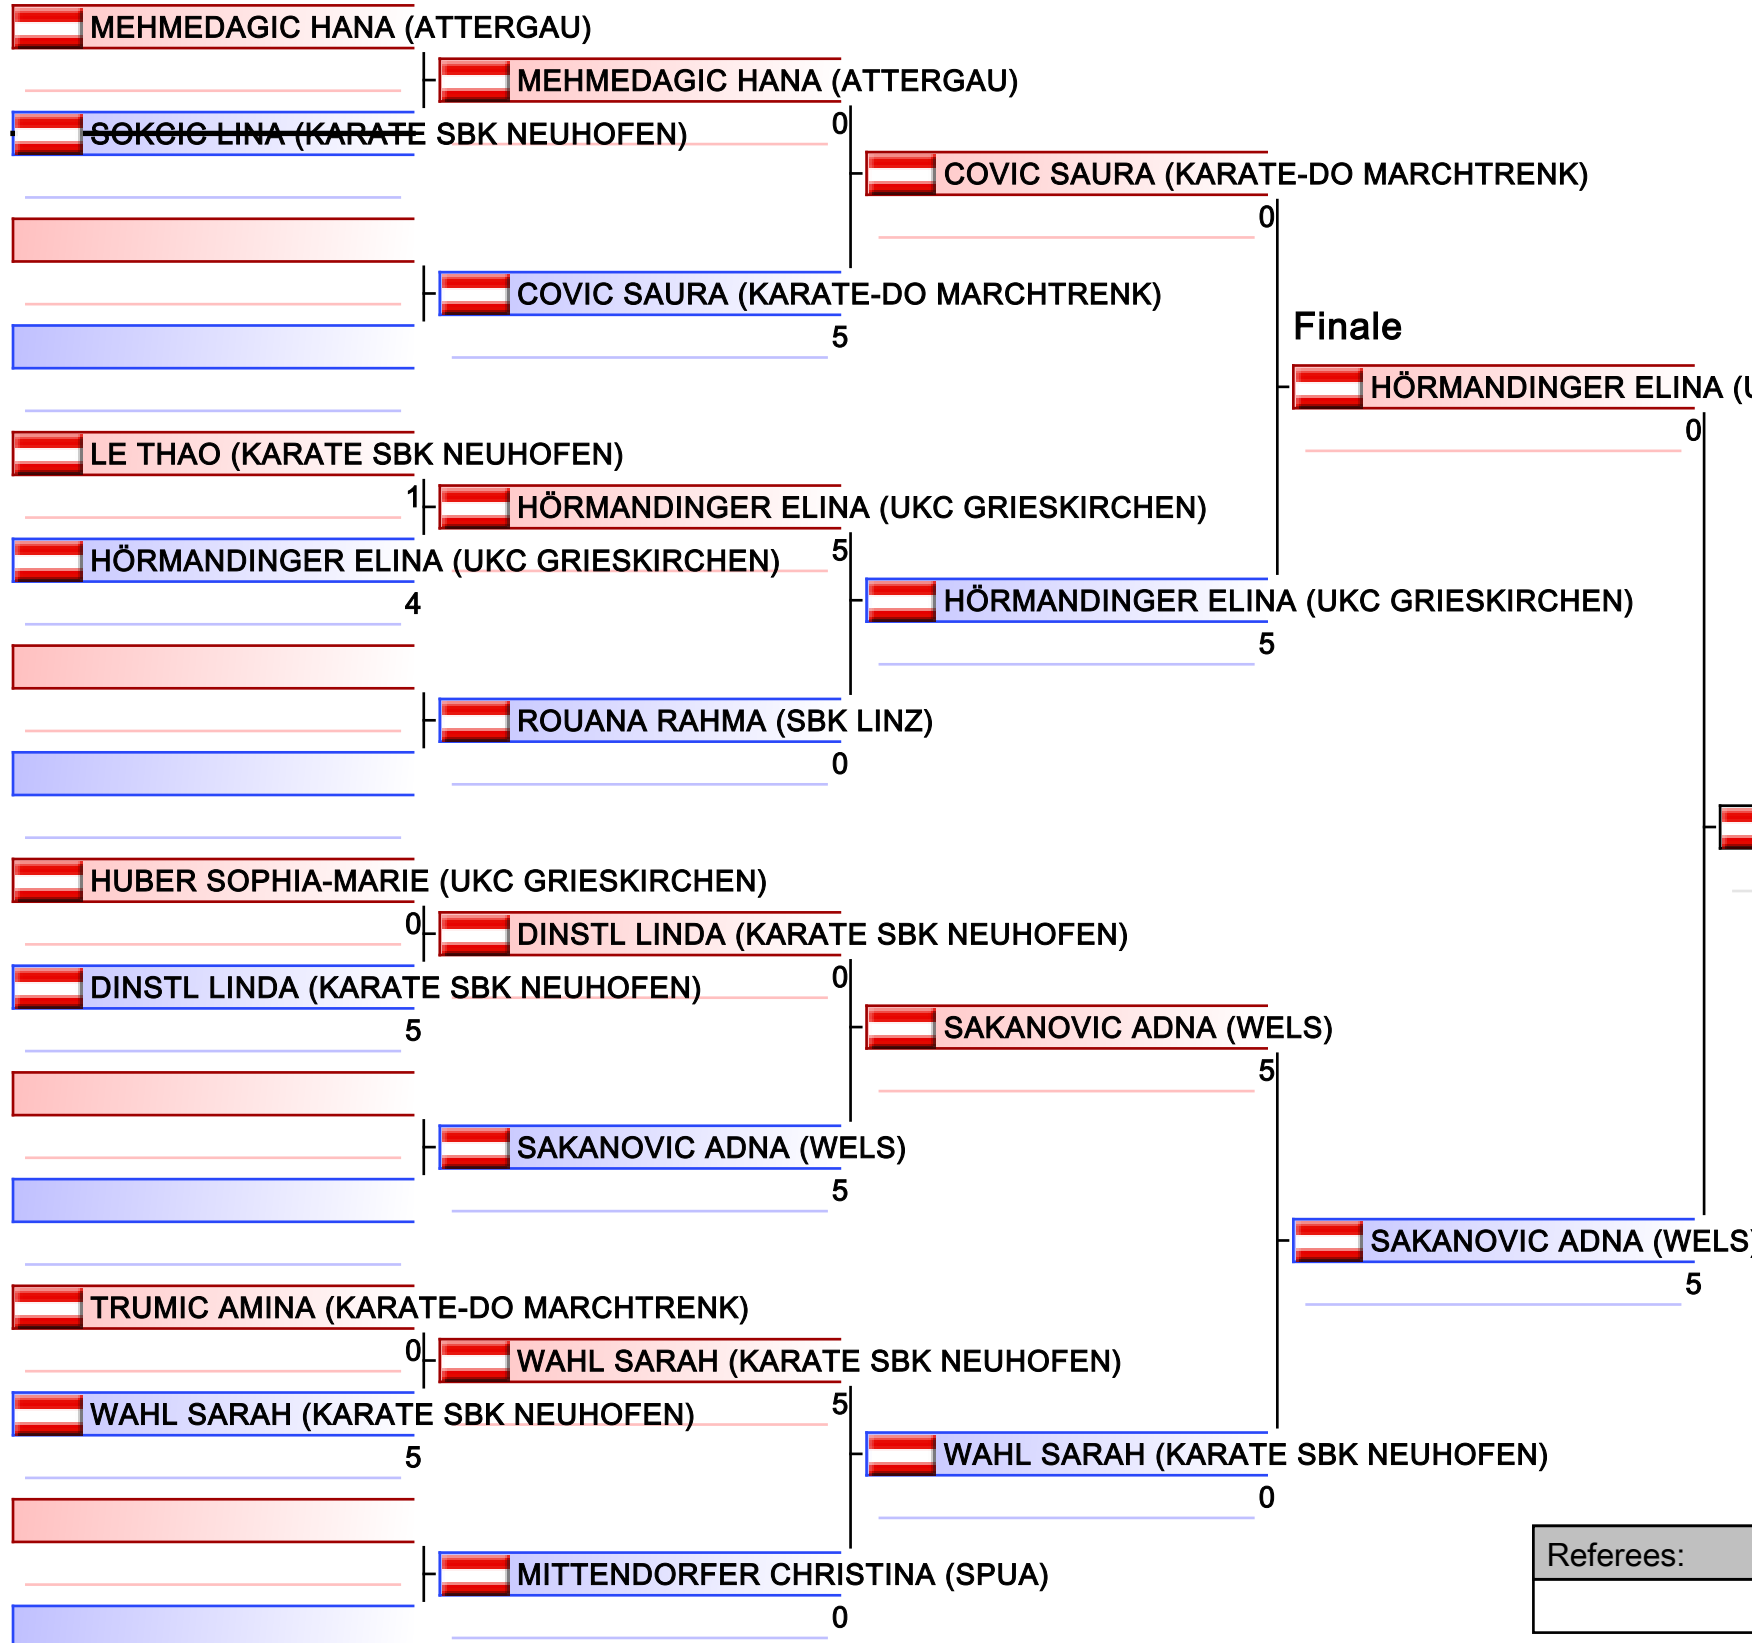 MEHMEDAGIC HANA (ATTERGAU)
MEHMEDAGIC HANA (ATTERGAU)
0
SOKCIC LINA (KARATE SBK NEUHOFEN)
COVIC SAURA (KARATE-DO MARCHTRENK)
0
COVIC SAURA (KARATE-DO MARCHTRENK)
5
Finale
HÖRMANDINGER ELINA (U
0
LE THAO (KARATE SBK NEUHOFEN)
1
HÖRMANDINGER ELINA (UKC GRIESKIRCHEN)
5
HÖRMANDINGER ELINA (UKC GRIESKIRCHEN)
4
HÖRMANDINGER ELINA (UKC GRIESKIRCHEN)
5
ROUANA RAHMA (SBK LINZ)
0
HUBER SOPHIA-MARIE (UKC GRIESKIRCHEN)
0
DINSTL LINDA (KARATE SBK NEUHOFEN)
0
DINSTL LINDA (KARATE SBK NEUHOFEN)
5
SAKANOVIC ADNA (WELS)
5
SAKANOVIC ADNA (WELS)
5
SAKANOVIC ADNA (WELS)
5
TRUMIC AMINA (KARATE-DO MARCHTRENK)
0
WAHL SARAH (KARATE SBK NEUHOFEN)
5
WAHL SARAH (KARATE SBK NEUHOFEN)
5
WAHL SARAH (KARATE SBK NEUHOFEN)
0
MITTENDORFER CHRISTINA (SPUA)
0
Referees: